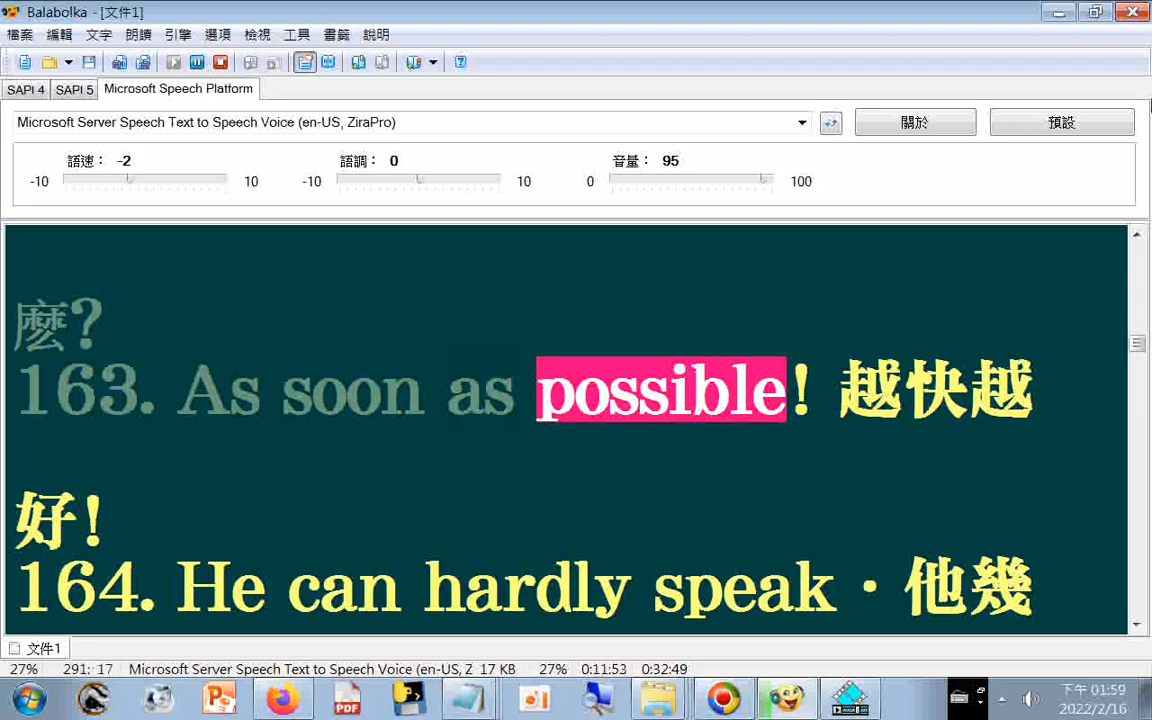 Balabolka - [文件1]
檔案 編輯 文字 朗讀 引擎 選項 檢視 工具 書籤 說明
SAPI 4 SAPI 5 Microsoft Speech Platform
Microsoft Server Speech Text to Speech Voice (en-US, ZiraPro) 關於 預設
語速： -2 語調： 0 音量： 95
-10 10 -10 10 0 100
麼?
163. As soon as possible! 越快越
好!
164. He can hardly speak‧他幾
文件1
27% 291: 17 Microsoft Server Speech Text to Speech Voice (en-US, Z 17 KB 27% 0:11:53 0:32:49
下午 01:59
2022/2/16